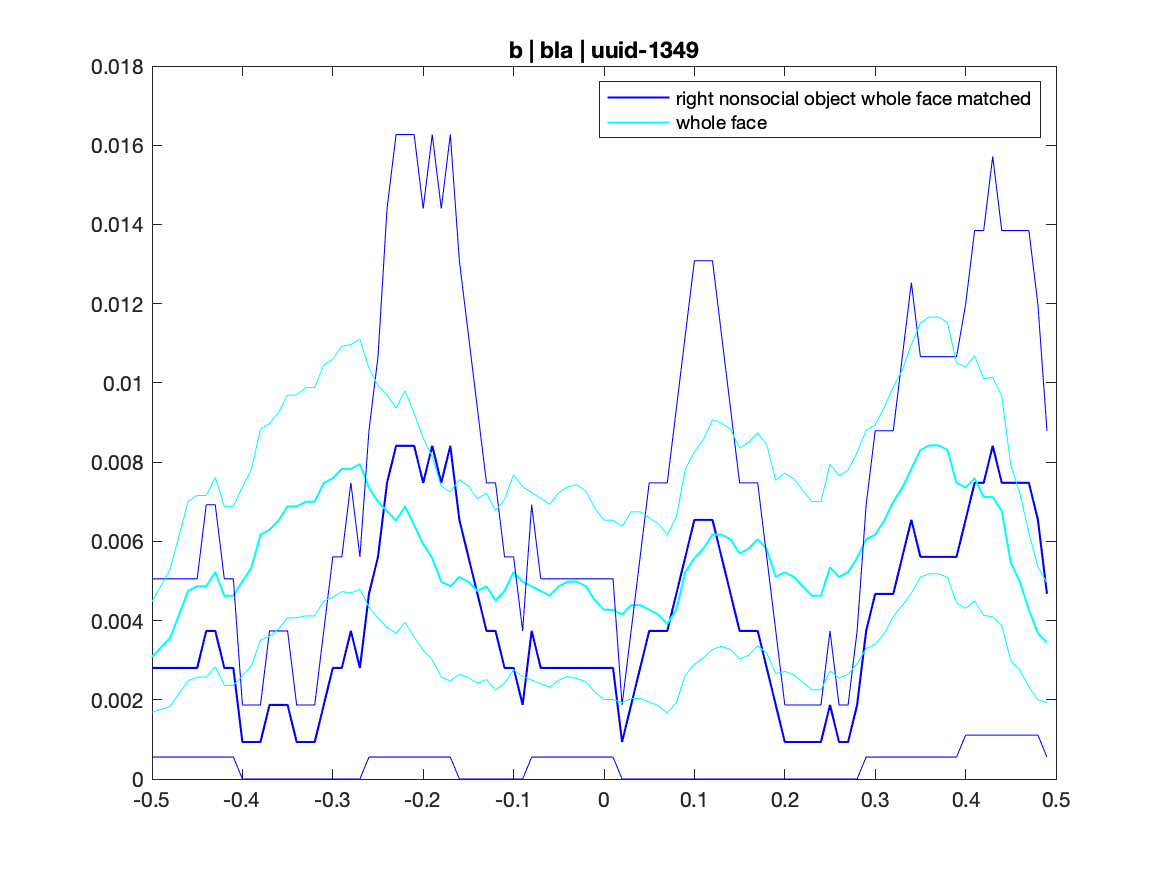 b | bla | uuid-1349
right nonsocial object whole face matched
whole face
0.018
0.016
0.014
0.012
0.01
0.008
0.006
0.004
0.002
0
-0.5 -0.4 -0.3 -0.2 -0.1 0 0.1 0.2 0.3 0.4 0.5